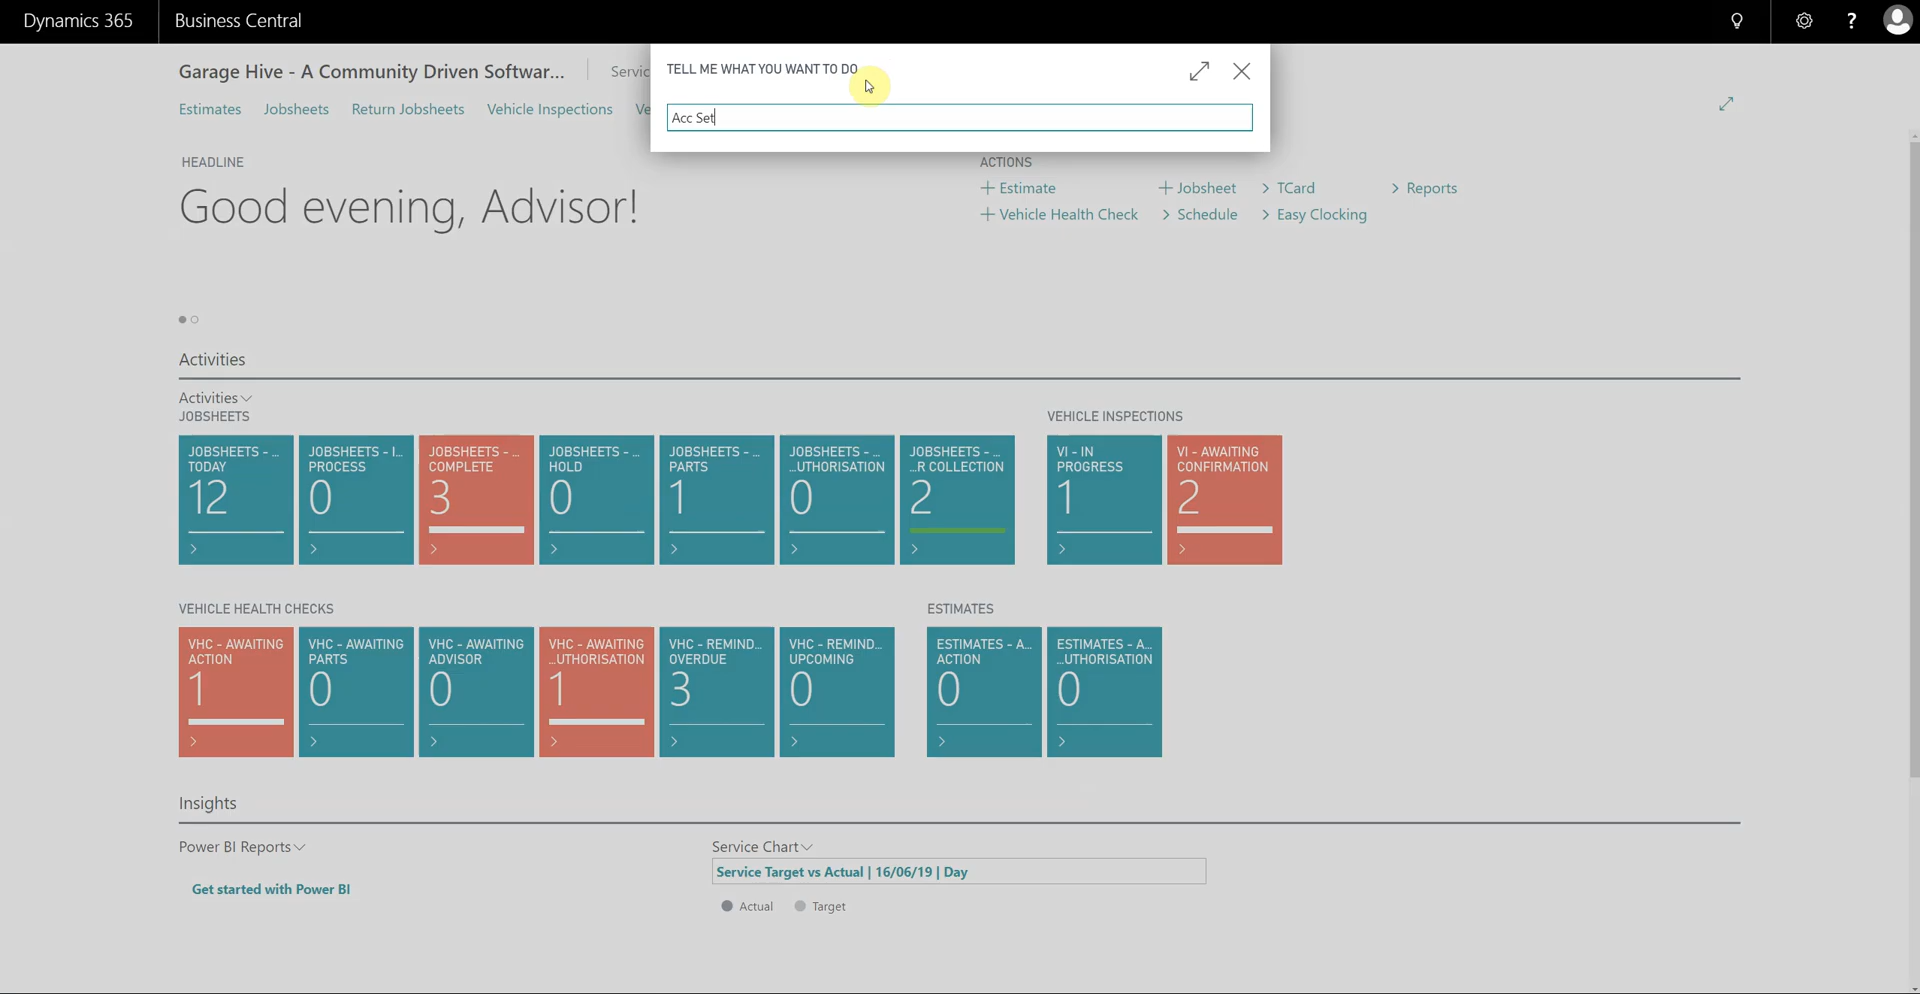 Dynamics 365 Business Central ?
Garage Hive - A Community Driven Softwar... Servic
Estimates Jobsheets Return Jobsheets Vehicle Inspections Ve
TELL ME WHAT YOU WANT TO DO
Acc Set
HEADLINE
Good evening, Advisor!
ACTIONS
+ Estimate + Jobsheet > TCard > Reports
+ Vehicle Health Check > Schedule > Easy Clocking
Activities
Activities
JOBSHEETS
JOBSHEETS - ...
TODAY
12
JOBSHEETS - I...
PROCESS
0
JOBSHEETS - ...
COMPLETE
3
JOBSHEETS - ...
HOLD
0
JOBSHEETS - ...
PARTS
1
JOBSHEETS - ...
...UTHORISATION
0
JOBSHEETS - ...
...R COLLECTION
2
VEHICLE INSPECTIONS
VI - IN
PROGRESS
1
VI - AWAITING
CONFIRMATION
2
VEHICLE HEALTH CHECKS
VHC - AWAITING
ACTION
1
VHC - AWAITING
PARTS
0
VHC - AWAITING
ADVISOR
0
VHC - AWAITING
...UTHORISATION
1
VHC - REMIND...
OVERDUE
3
VHC - REMIND...
UPCOMING
0
ESTIMATES
ESTIMATES - A...
ACTION
0
ESTIMATES - A...
...UTHORISATION
0
Insights
Power BI Reports
Get started with Power BI
Service Chart
Service Target vs Actual | 16/06/19 | Day
Actual Target